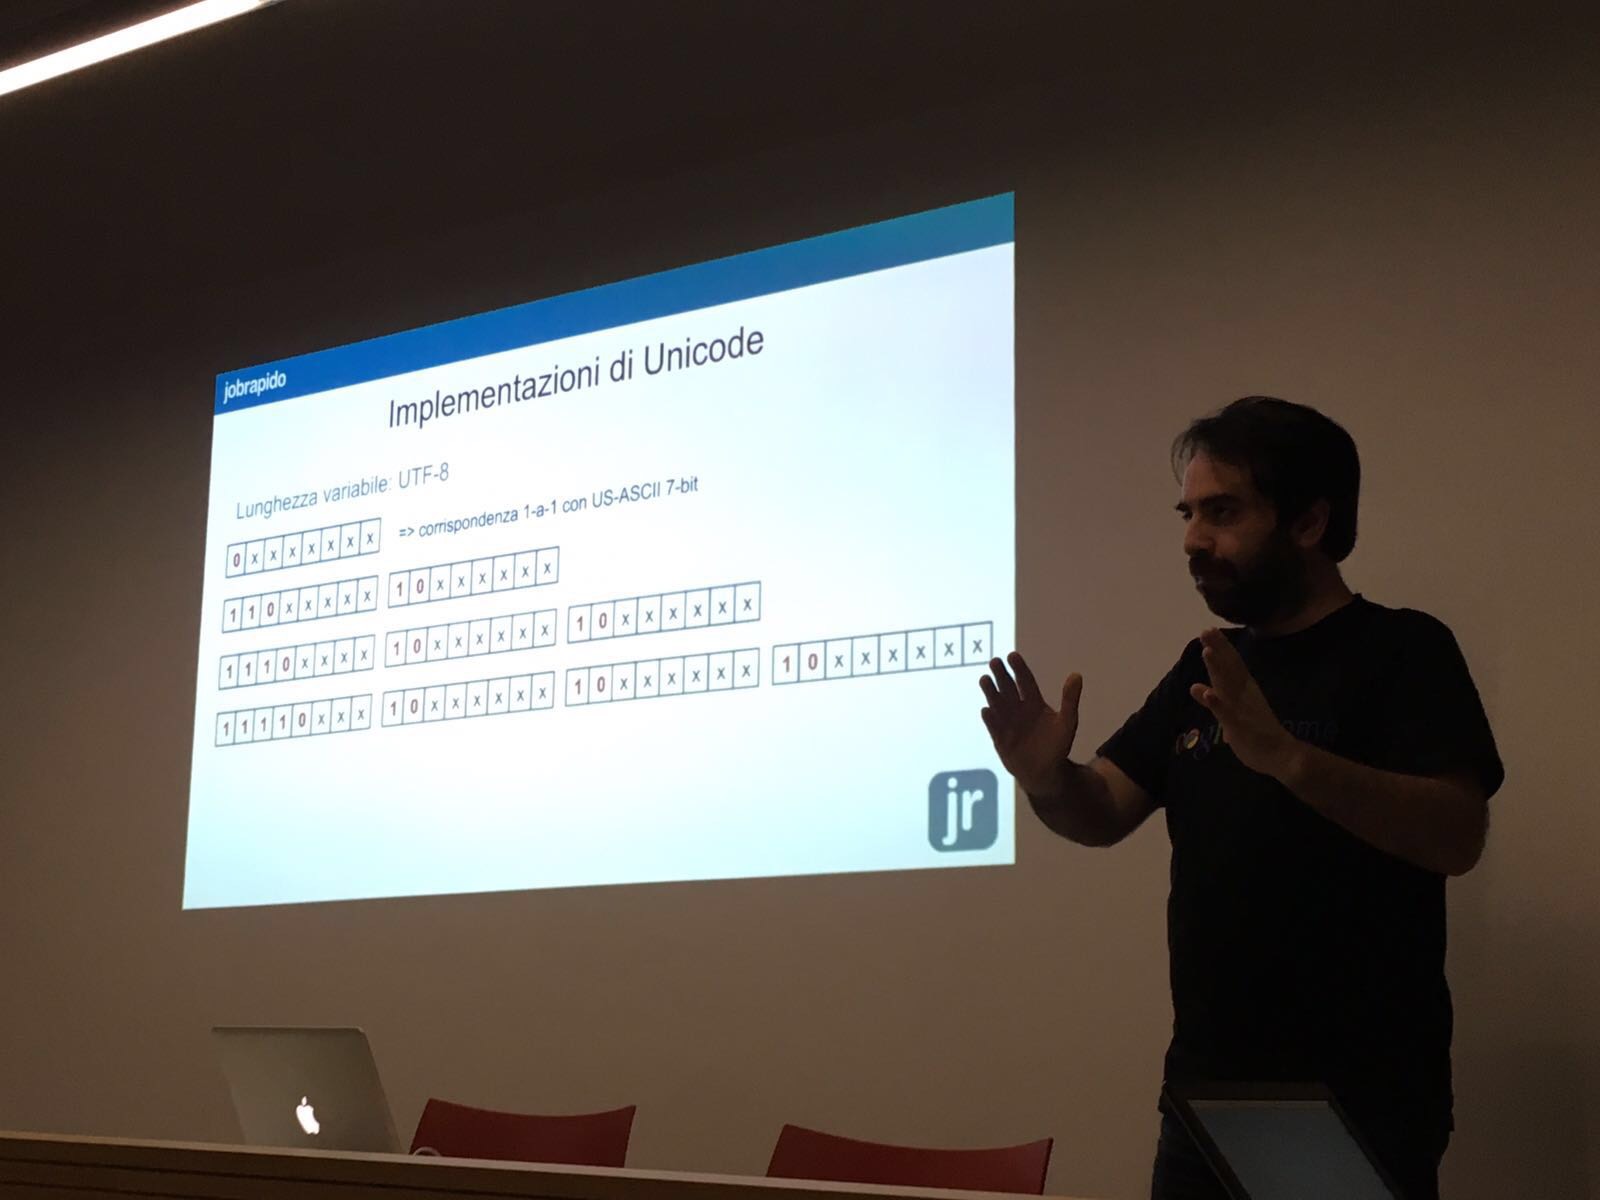 jobrapido
Implementazioni di Unicode
Lunghezza variabile: UTF-8
0 x x x x x x x => corrispondenza 1-a-1 con US-ASCII 7-bit
1 1 0 x x x x x 1 0 x x x x x x
1 1 1 0 x x x x 1 0 x x x x x x 1 0 x x x x x x
1 1 1 1 0 x x x 1 0 x x x x x x 1 0 x x x x x x 1 0 x x x x x x
jr